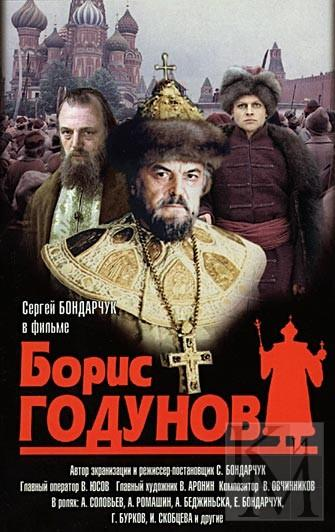 Сергей БОНДАРЧУК
в фильме
Борис
ГОДУНОВ
Автор экранизации и режиссер-постановщик С. БОНДАРЧУК
Главный оператор В. ЮСОВ Главный художник В. АРОНИН Композитор В. ОВЧИННИКОВ
В ролях: А. СОЛОВЬЕВ, А. РОМАШИН, А. БЕДЖИНЬСКА, Е. БОНДАРЧУК,
Г. БУРКОВ, И. СКОБЦЕВА и другие